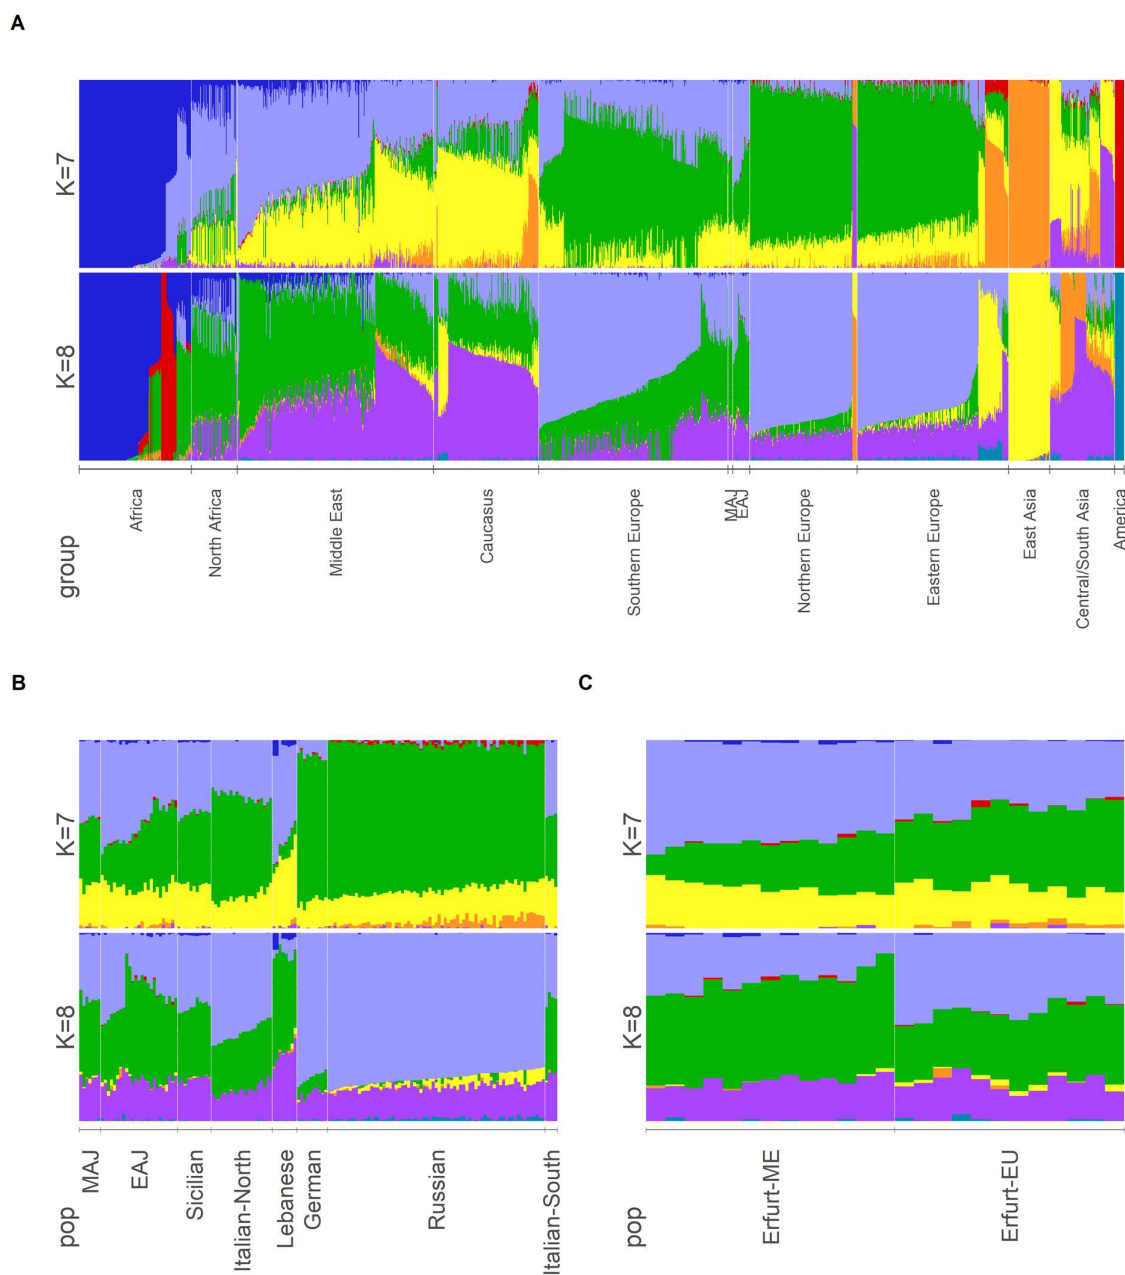 A
K=7
K=8
group
Africa
North Africa
Middle East
Caucasus
Southern Europe
MAJ
EAJ
Northern Europe
Eastern Europe
East Asia
Central/South Asia
America
B
K=7
K=8
pop
MAJ
EAJ
Sicilian
Italian-North
Lebanese
German
Russian
Italian-South
C
K=7
K=8
pop
Erfurt-ME
Erfurt-EU